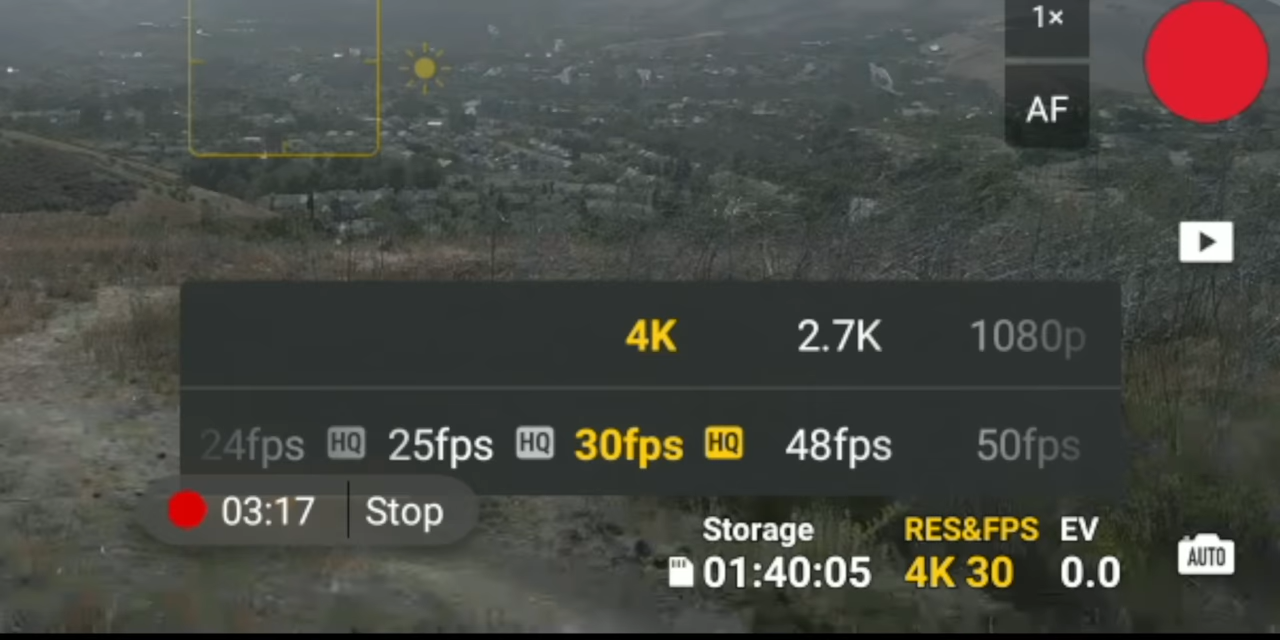 1×
AF
4K 2.7K 1080p
24fps HQ 25fps HQ 30fps HQ 48fps 50fps
03:17 Stop
Storage RES&FPS EV
01:40:05 4K 30 0.0
AUTO